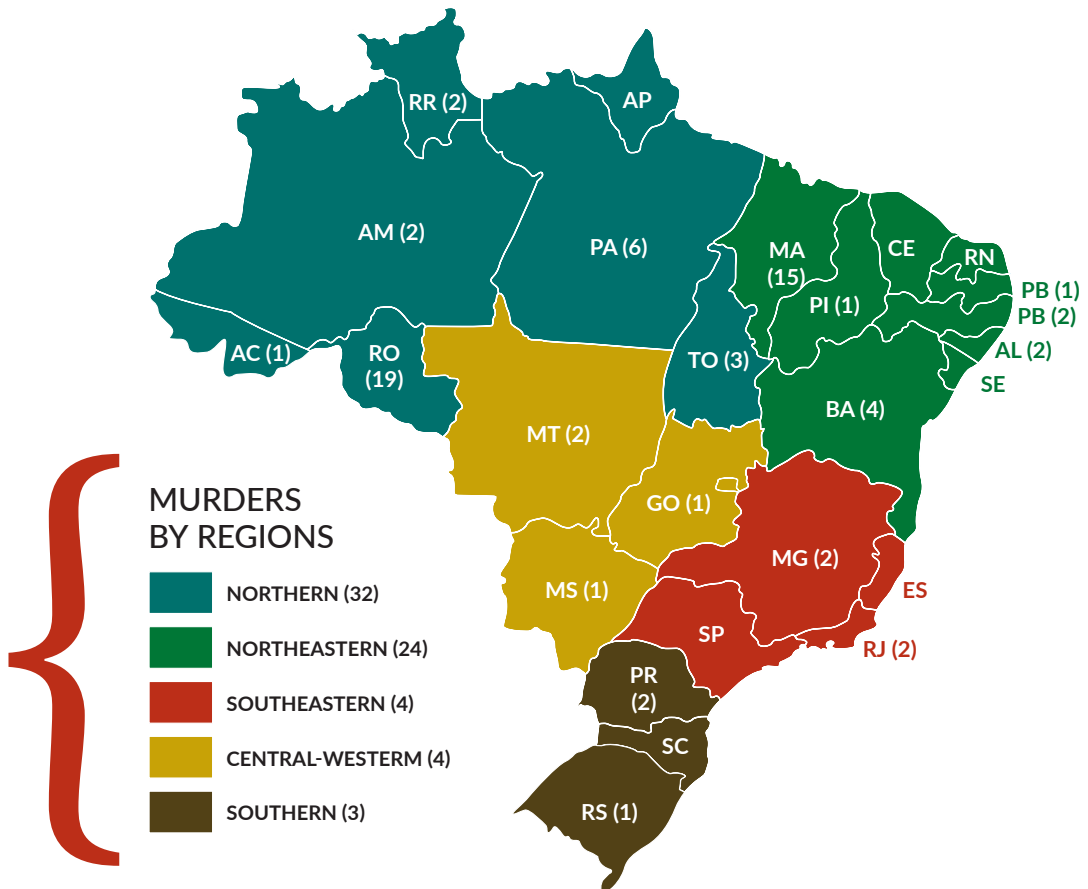 RR (2)
AP
AM (2)
PA (6)
MA
(15)
CE
RN
PI (1)
PB (1)
PB (2)
AL (2)
SE
AC (1)
RO
(19)
TO (3)
BA (4)
MT (2)
GO (1)
MG (2)
MS (1)
ES
SP
RJ (2)
PR
(2)
SC
RS (1)
MURDERS
BY REGIONS
NORTHERN (32)
NORTHEASTERN (24)
SOUTHEASTERN (4)
CENTRAL-WESTERM (4)
SOUTHERN (3)